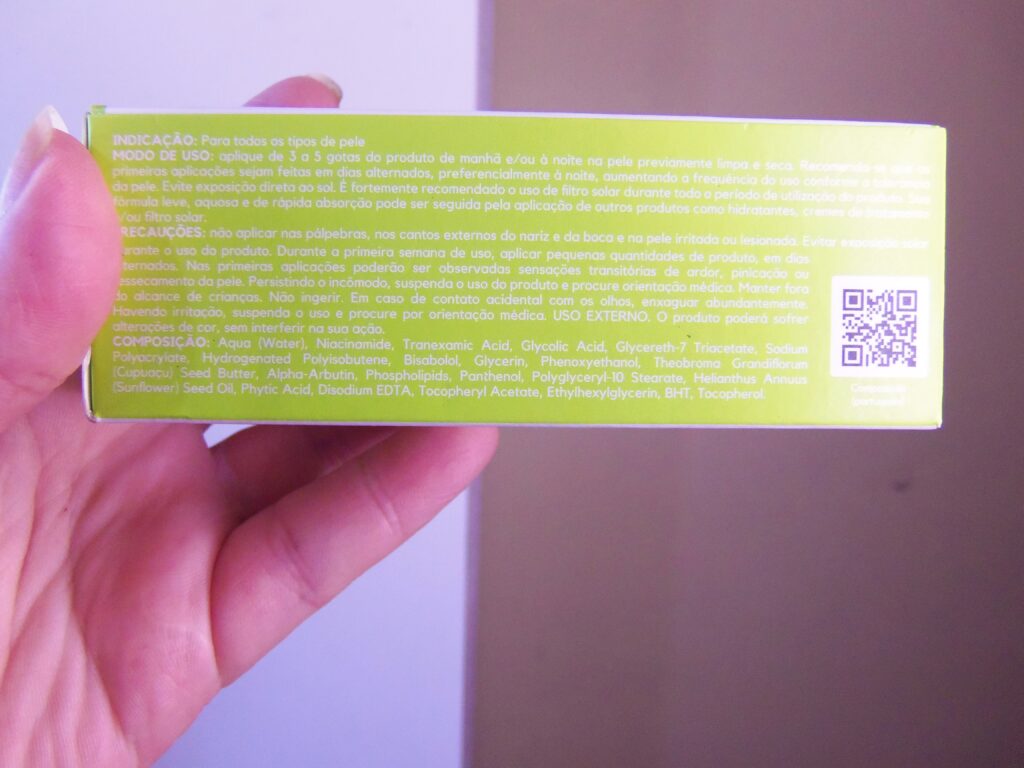 INDICAÇÃO: Para todos os tipos de pele
MODO DE USO: aplique de 3 a 5 gotas do produto de manhã e/ou à noite na pele previamente limpa e seca. Recomenda-se que as
primeiras aplicações sejam feitas em dias alternados, preferencialmente à noite, aumentando a frequência do uso conforme a tolerância
da pele. Evite exposição direta ao sol. É fortemente recomendado o uso de filtro solar durante todo o período de utilização do produto. Sua
fórmula leve, aquosa e de rápida absorção pode ser seguida pela aplicação de outros produtos como hidratantes, cremes de tratamento
e/ou filtro solar.
PRECAUÇÕES: não aplicar nas pálpebras, nos cantos externos do nariz e da boca e na pele irritada ou lesionada. Evitar exposição solar
durante o uso do produto. Durante a primeira semana de uso, aplicar pequenas quantidades de produto, em dias
alternados. Nas primeiras aplicações poderão ser observadas sensações transitórias de ardor, pinicação ou
ressecamento da pele. Persistindo o incômodo, suspenda o uso do produto e procure orientação médica. Manter fora
do alcance de crianças. Não ingerir. Em caso de contato acidental com os olhos, enxaguar abundantemente.
Havendo irritação, suspenda o uso e procure por orientação médica. USO EXTERNO. O produto poderá sofrer
alterações de cor, sem interferir na sua ação.
COMPOSIÇÃO: Aqua (Water), Niacinamide, Tranexamic Acid, Glycolic Acid, Glycereth-7 Triacetate, Sodium
Polyacrylate, Hydrogenated Polyisobutene, Bisabolol, Glycerin, Phenoxyethanol, Theobroma Grandiflorum
(Cupuaçu) Seed Butter, Alpha-Arbutin, Phospholipids, Panthenol, Polyglyceryl-10 Stearate, Helianthus Annuus
(Sunflower) Seed Oil, Phytic Acid, Disodium EDTA, Tocopheryl Acetate, Ethylhexylglycerin, BHT, Tocopherol.
Composição
(português)